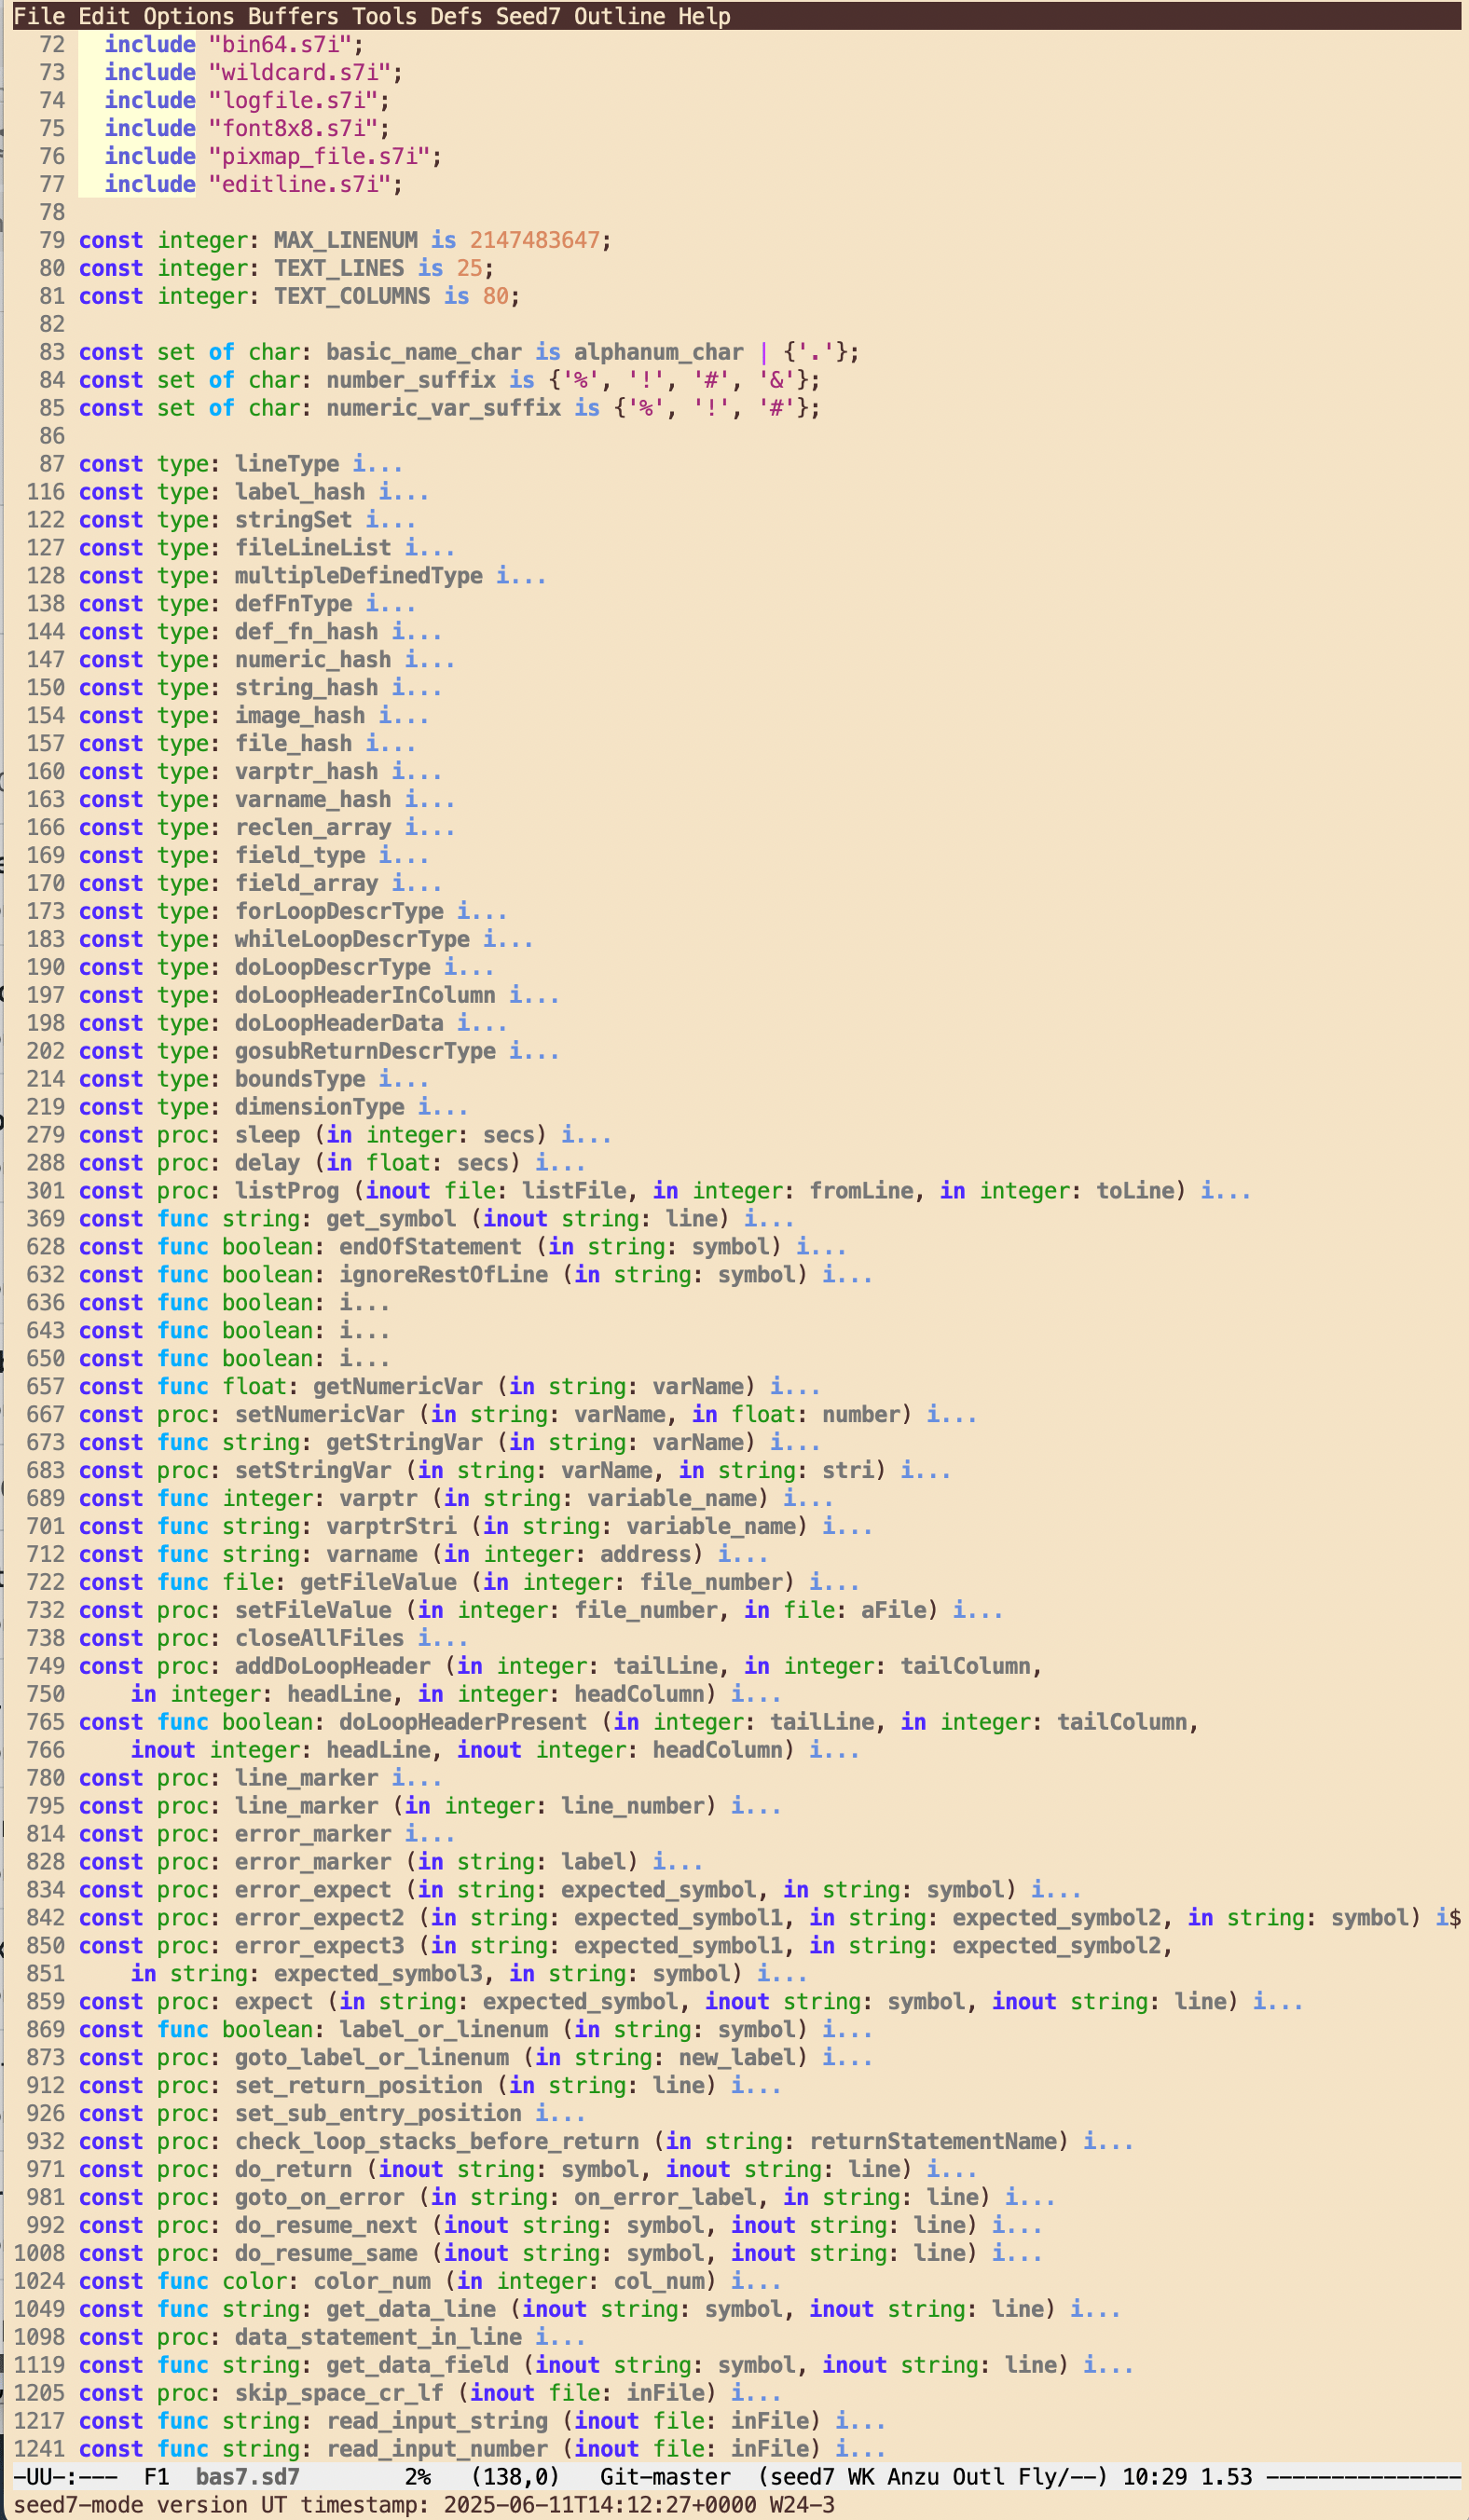 File Edit Options Buffers Tools Defs Seed7 Outline Help
72 include "bin64.s7i";
73 include "wildcard.s7i";
74 include "logfile.s7i";
75 include "font8x8.s7i";
76 include "pixmap_file.s7i";
77 include "editline.s7i";
78
79 const integer: MAX_LINENUM is 2147483647;
80 const integer: TEXT_LINES is 25;
81 const integer: TEXT_COLUMNS is 80;
82
83 const set of char: basic_name_char is alphanum_char | {'.'};
84 const set of char: number_suffix is {'%', '!', '#', '&'};
85 const set of char: numeric_var_suffix is {'%', '!', '#'};
86
87 const type: lineType i...
116 const type: label_hash i...
122 const type: stringSet i...
127 const type: fileLineList i...
128 const type: multipleDefinedType i...
138 const type: defFnType i...
144 const type: def_fn_hash i...
147 const type: numeric_hash i...
150 const type: string_hash i...
154 const type: image_hash i...
157 const type: file_hash i...
160 const type: varptr_hash i...
163 const type: varname_hash i...
166 const type: reclen_array i...
169 const type: field_type i...
170 const type: field_array i...
173 const type: forLoopDescrType i...
183 const type: whileLoopDescrType i...
190 const type: doLoopDescrType i...
197 const type: doLoopHeaderInColumn i...
198 const type: doLoopHeaderData i...
202 const type: gosubReturnDescrType i...
214 const type: boundsType i...
219 const type: dimensionType i...
279 const proc: sleep (in integer: secs) i...
288 const proc: delay (in float: secs) i...
301 const proc: listProg (inout file: listFile, in integer: fromLine, in integer: toLine) i...
369 const func string: get_symbol (inout string: line) i...
628 const func boolean: endOfStatement (in string: symbol) i...
632 const func boolean: ignoreRestOfLine (in string: symbol) i...
636 const func boolean: i...
643 const func boolean: i...
650 const func boolean: i...
657 const func float: getNumericVar (in string: varName) i...
667 const proc: setNumericVar (in string: varName, in float: number) i...
673 const func string: getStringVar (in string: varName) i...
683 const proc: setStringVar (in string: varName, in string: stri) i...
689 const func integer: varptr (in string: variable_name) i...
701 const func string: varptrStri (in string: variable_name) i...
712 const func string: varname (in integer: address) i...
722 const func file: getFileValue (in integer: file_number) i...
732 const proc: setFileValue (in integer: file_number, in file: aFile) i...
738 const proc: closeAllFiles i...
749 const proc: addDoLoopHeader (in integer: tailLine, in integer: tailColumn,
750 in integer: headLine, in integer: headColumn) i...
765 const func boolean: doLoopHeaderPresent (in integer: tailLine, in integer: tailColumn,
766 inout integer: headLine, inout integer: headColumn) i...
780 const proc: line_marker i...
795 const proc: line_marker (in integer: line_number) i...
814 const proc: error_marker i...
828 const proc: error_marker (in string: label) i...
834 const proc: error_expect (in string: expected_symbol, in string: symbol) i...
842 const proc: error_expect2 (in string: expected_symbol1, in string: expected_symbol2, in string: symbol) i$
850 const proc: error_expect3 (in string: expected_symbol1, in string: expected_symbol2,
851 in string: expected_symbol3, in string: symbol) i...
859 const proc: expect (in string: expected_symbol, inout string: symbol, inout string: line) i...
869 const func boolean: label_or_linenum (in string: symbol) i...
873 const proc: goto_label_or_linenum (in string: new_label) i...
912 const proc: set_return_position (in string: line) i...
926 const proc: set_sub_entry_position i...
932 const proc: check_loop_stacks_before_return (in string: returnStatementName) i...
971 const proc: do_return (inout string: symbol, inout string: line) i...
981 const proc: goto_on_error (in string: on_error_label, in string: line) i...
992 const proc: do_resume_next (inout string: symbol, inout string: line) i...
1008 const proc: do_resume_same (inout string: symbol, inout string: line) i...
1024 const func color: color_num (in integer: col_num) i...
1049 const func string: get_data_line (inout string: symbol, inout string: line) i...
1098 const proc: data_statement_in_line i...
1119 const func string: get_data_field (inout string: symbol, inout string: line) i...
1205 const proc: skip_space_cr_lf (inout file: inFile) i...
1217 const func string: read_input_string (inout file: inFile) i...
1241 const func string: read_input_number (inout file: inFile) i...
-UU-:--- F1 bas7.sd7 2% (138,0) Git-master (seed7 WK Anzu Outl Fly/--) 10:29 1.53 ---------------
seed7-mode version UT timestamp: 2025-06-11T14:12:27+0000 W24-3